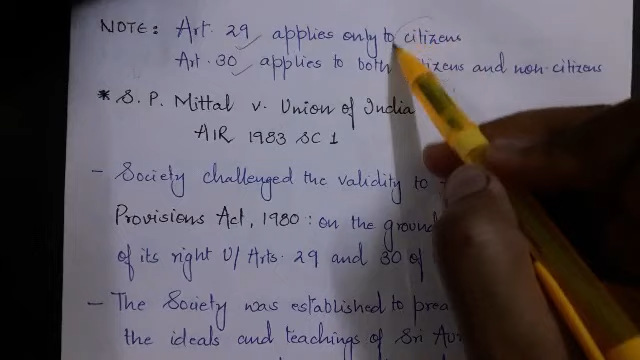 NOTE: Art. 29 applies only to citizens
Art. 30 applies to both citizens and non-citizens
* S. P. Mittal v. Union of India
AIR 1983 SC 1
- Society challenged the validity to
Provisions Act, 1980: on the ground
of its right U/Arts. 29 and 30 of
- The Society was established to
the ideals and teachings of Sri